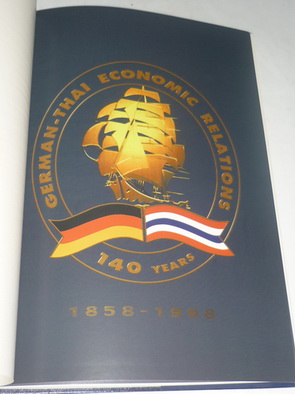 GERMAN-THAI ECONOMIC RELATIONS
140 YEARS
1858-1998